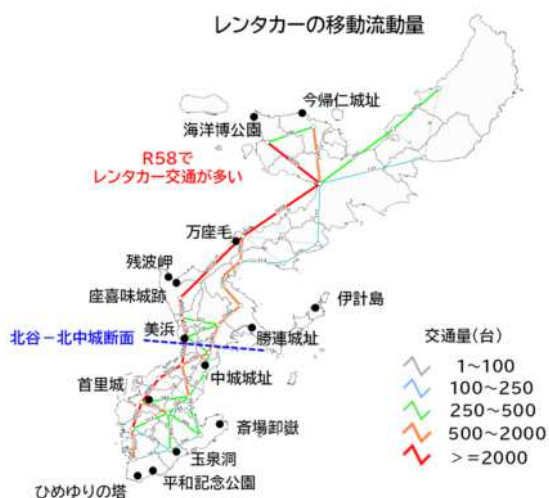 レンタカーの移動流動量
今帰仁城址
海洋博公園
R58で
レンタカー交通が多い
万座毛
残波岬
座喜味城跡
伊計島
美浜
勝連城址
北谷－北中城断面
中城城址
首里城
斎場卸嶽
玉泉洞
平和記念公園
ひめゆりの塔
交通量(台)
1~100
100~250
250~500
500~2000
>=2000